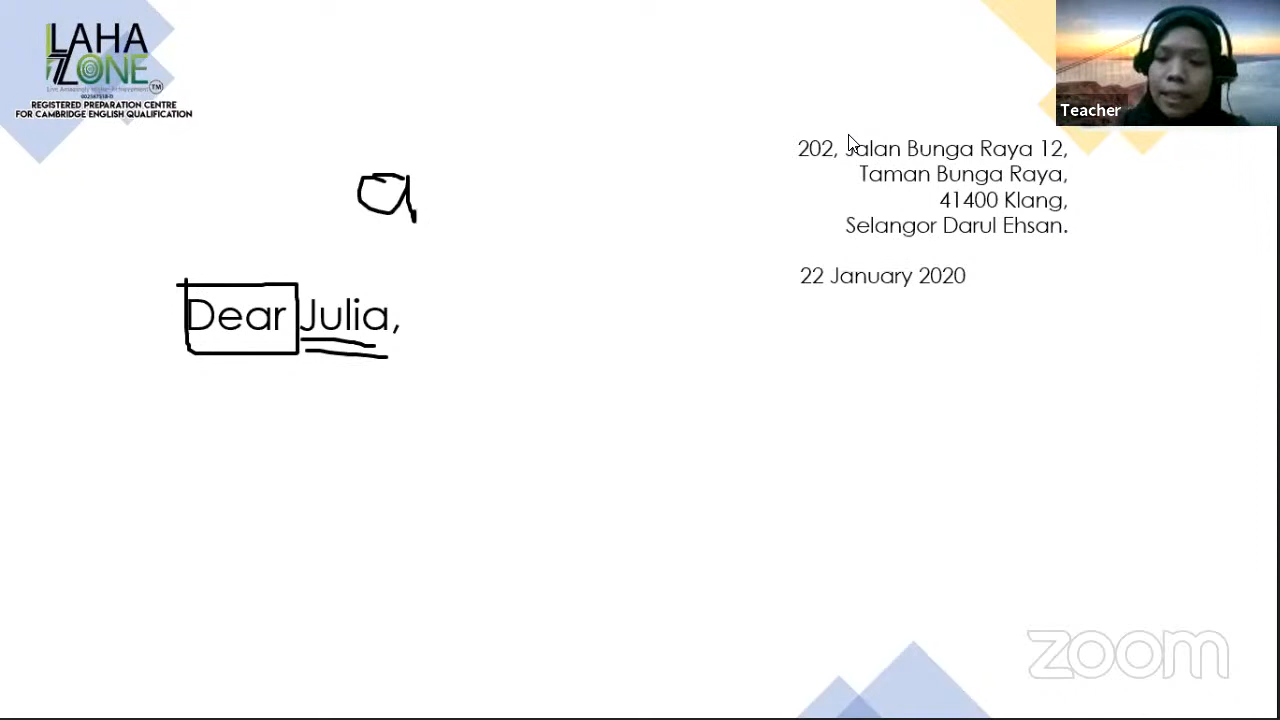 LAHA
ZONE
TM
REGISTERED PREPARATION CENTRE
FOR CAMBRIDGE ENGLISH QUALIFICATION
Teacher
202, Jalan Bunga Raya 12,
Taman Bunga Raya,
41400 Klang,
Selangor Darul Ehsan.
22 January 2020
a
Dear Julia,
zoom